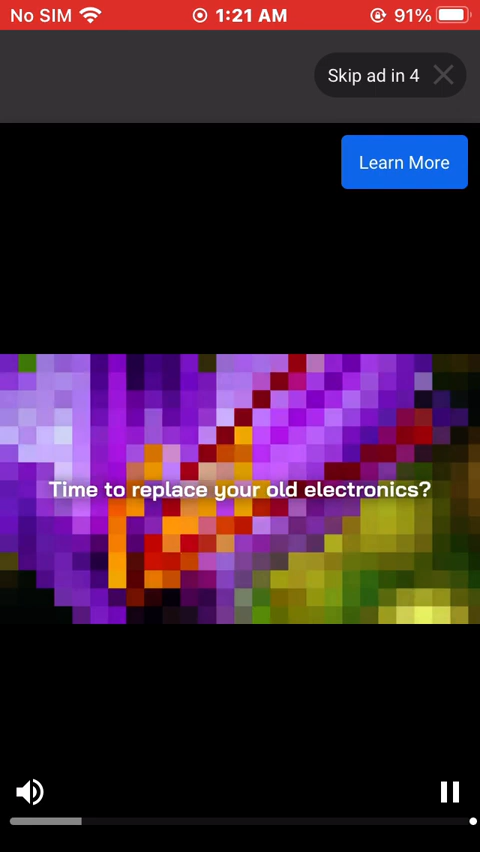 No SIM 1:21 AM 91%
Skip ad in 4
Learn More
Time to replace your old electronics?